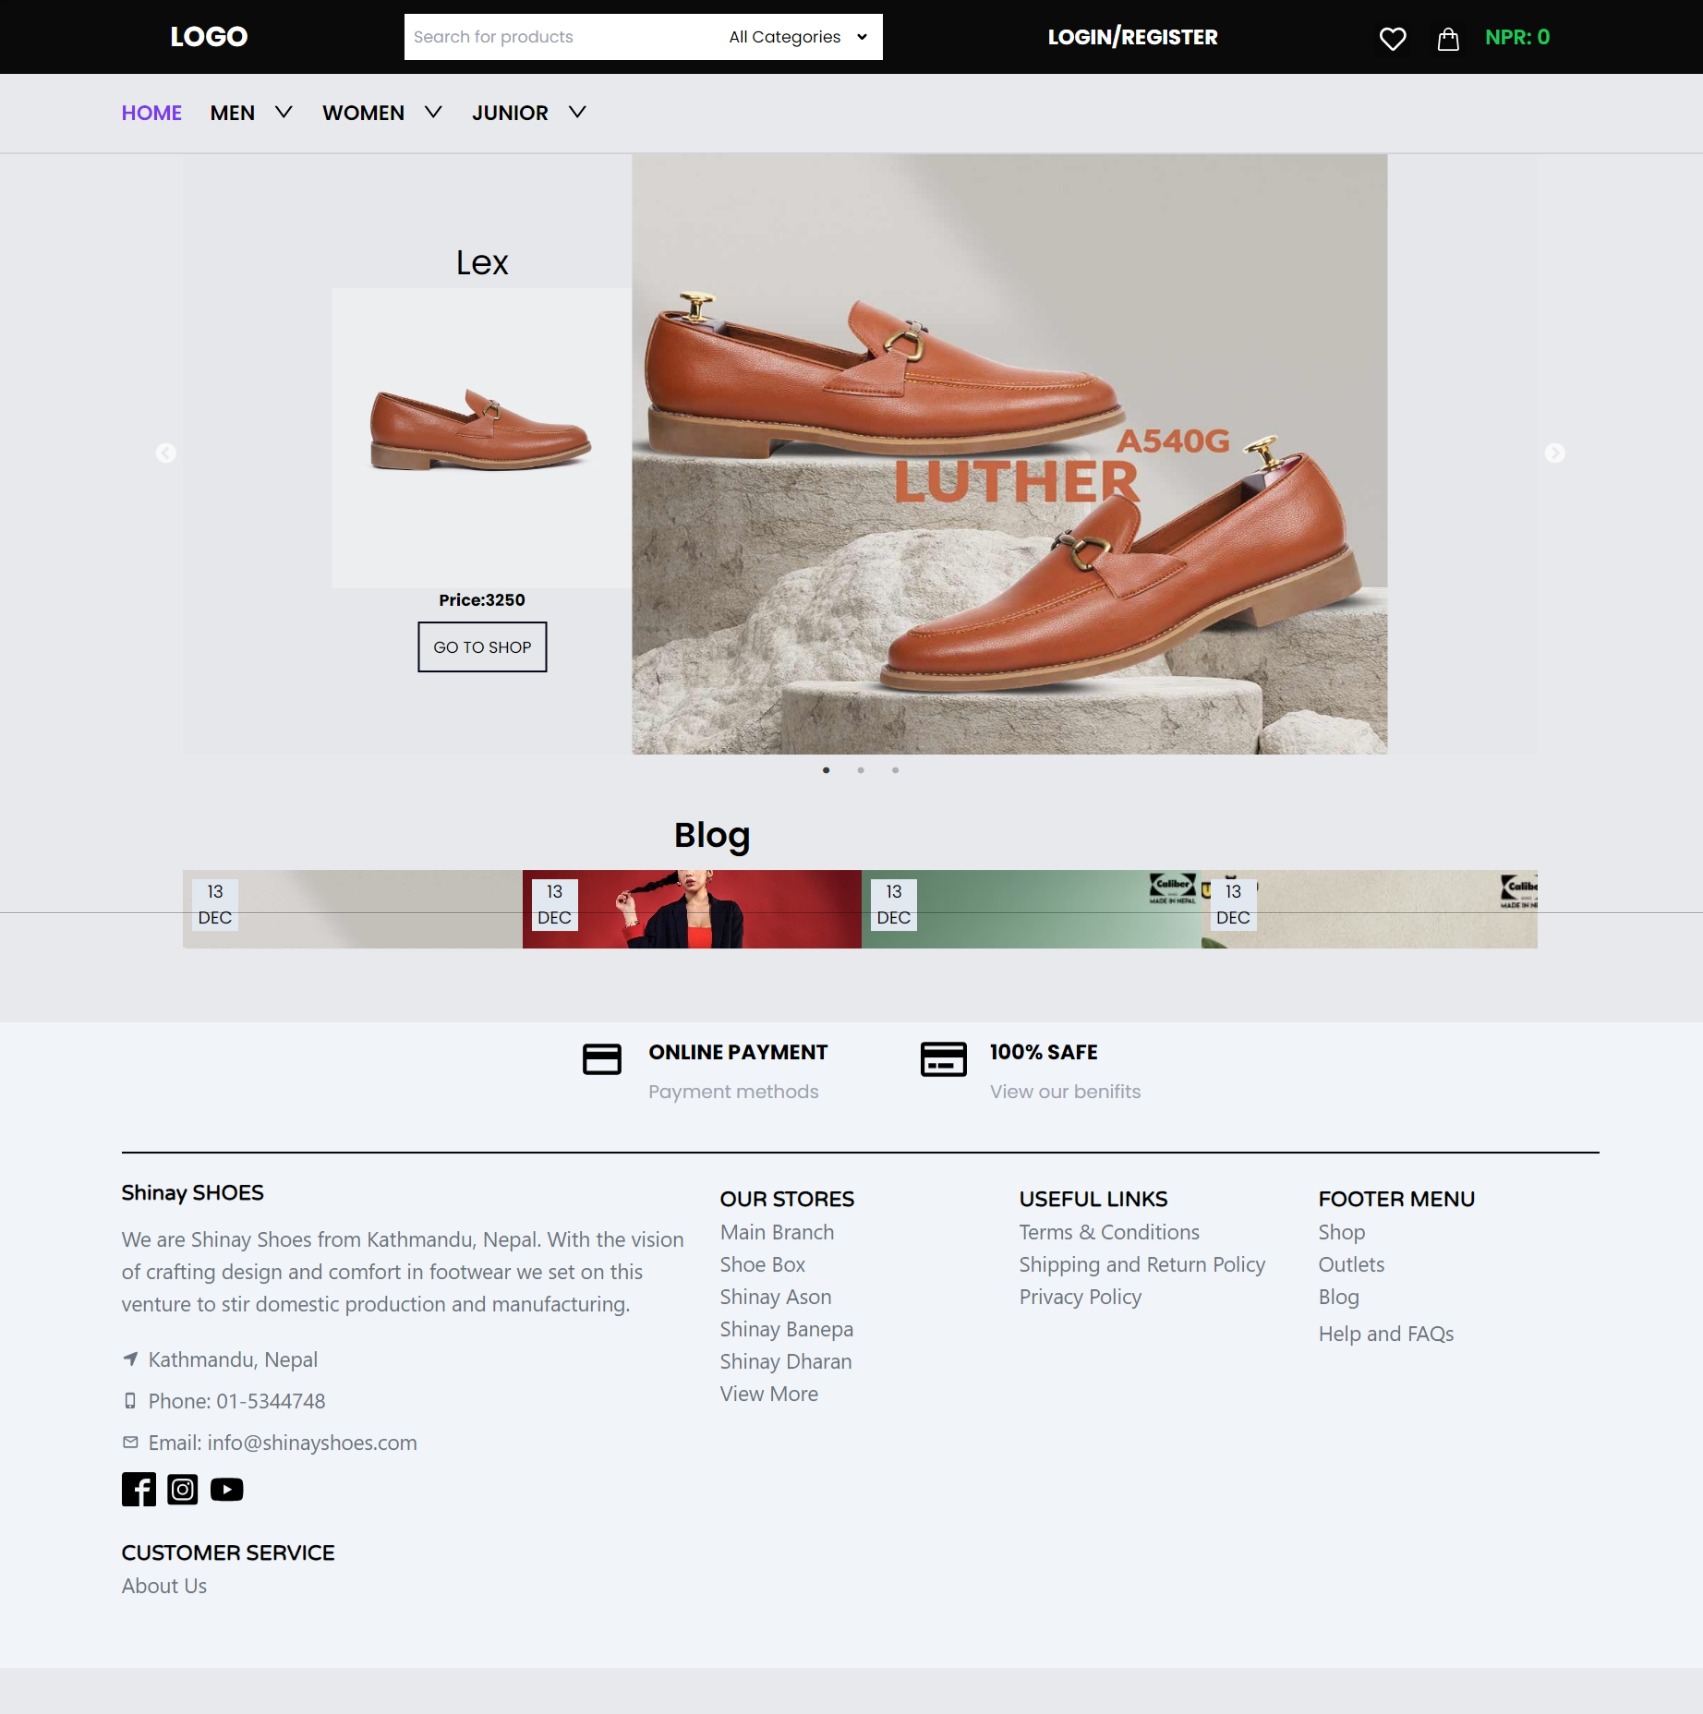 LOGO
Search for products
All Categories
LOGIN/REGISTER
NPR: 0
HOME
MEN
WOMEN
JUNIOR
Lex
A540G
LUTHER
Price:3250
GO TO SHOP
Blog
13
DEC
13
DEC
13
DEC
Caliber
MADE IN NEPAL
13
DEC
ONLINE PAYMENT
Payment methods
100% SAFE
View our benifits
Shinay SHOES
We are Shinay Shoes from Kathmandu, Nepal. With the vision
of crafting design and comfort in footwear we set on this
venture to stir domestic production and manufacturing.
Kathmandu, Nepal
Phone: 01-5344748
Email: info@shinayshoes.com
CUSTOMER SERVICE
About Us
OUR STORES
Main Branch
Shoe Box
Shinay Ason
Shinay Banepa
Shinay Dharan
View More
USEFUL LINKS
Terms & Conditions
Shipping and Return Policy
Privacy Policy
FOOTER MENU
Shop
Outlets
Blog
Help and FAQs